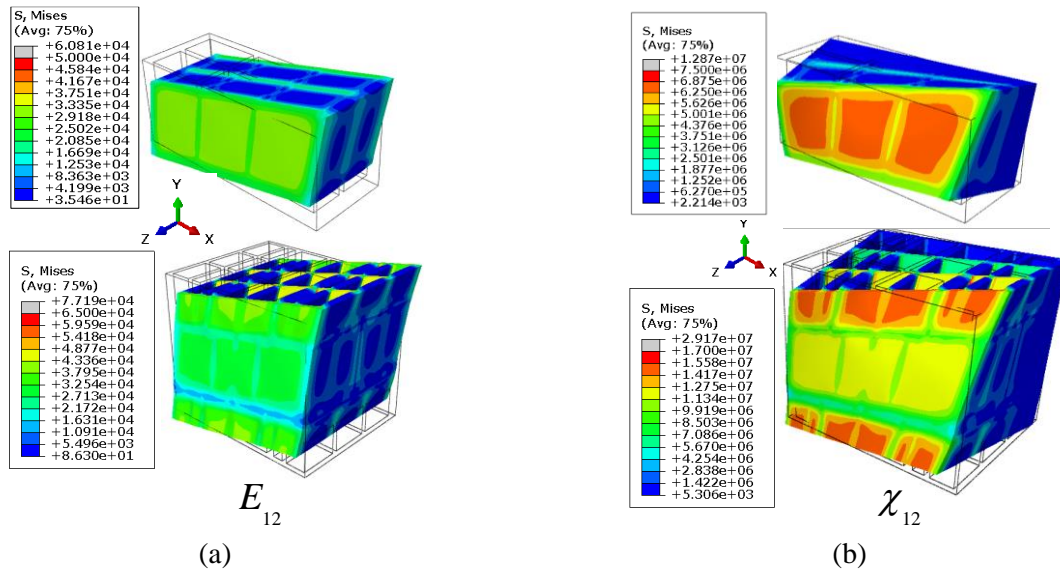 S, Mises
(Avg: 75%)
+6.081e+04
+5.000e+04
+4.584e+04
+4.167e+04
+3.751e+04
+3.335e+04
+2.918e+04
+2.502e+04
+2.085e+04
+1.669e+04
+1.253e+04
+8.363e+03
+4.199e+03
+3.546e+01
Y
Z
X
S, Mises
(Avg: 75%)
+7.719e+04
+6.500e+04
+5.959e+04
+5.418e+04
+4.877e+04
+4.336e+04
+3.795e+04
+3.254e+04
+2.713e+04
+2.172e+04
+1.631e+04
+1.091e+04
+5.496e+03
+8.630e+01
E12
(a)
S, Mises
(Avg: 75%)
+1.287e+07
+7.500e+06
+6.875e+06
+6.250e+06
+5.626e+06
+5.001e+06
+4.376e+06
+3.751e+06
+3.126e+06
+2.501e+06
+1.877e+06
+1.252e+06
+6.270e+05
+2.214e+03
Y
Z
X
S, Mises
(Avg: 75%)
+2.917e+07
+1.700e+07
+1.558e+07
+1.417e+07
+1.275e+07
+1.134e+07
+9.919e+06
+8.503e+06
+7.086e+06
+5.670e+06
+4.254e+06
+2.838e+06
+1.422e+06
+5.306e+03
χ12
(b)